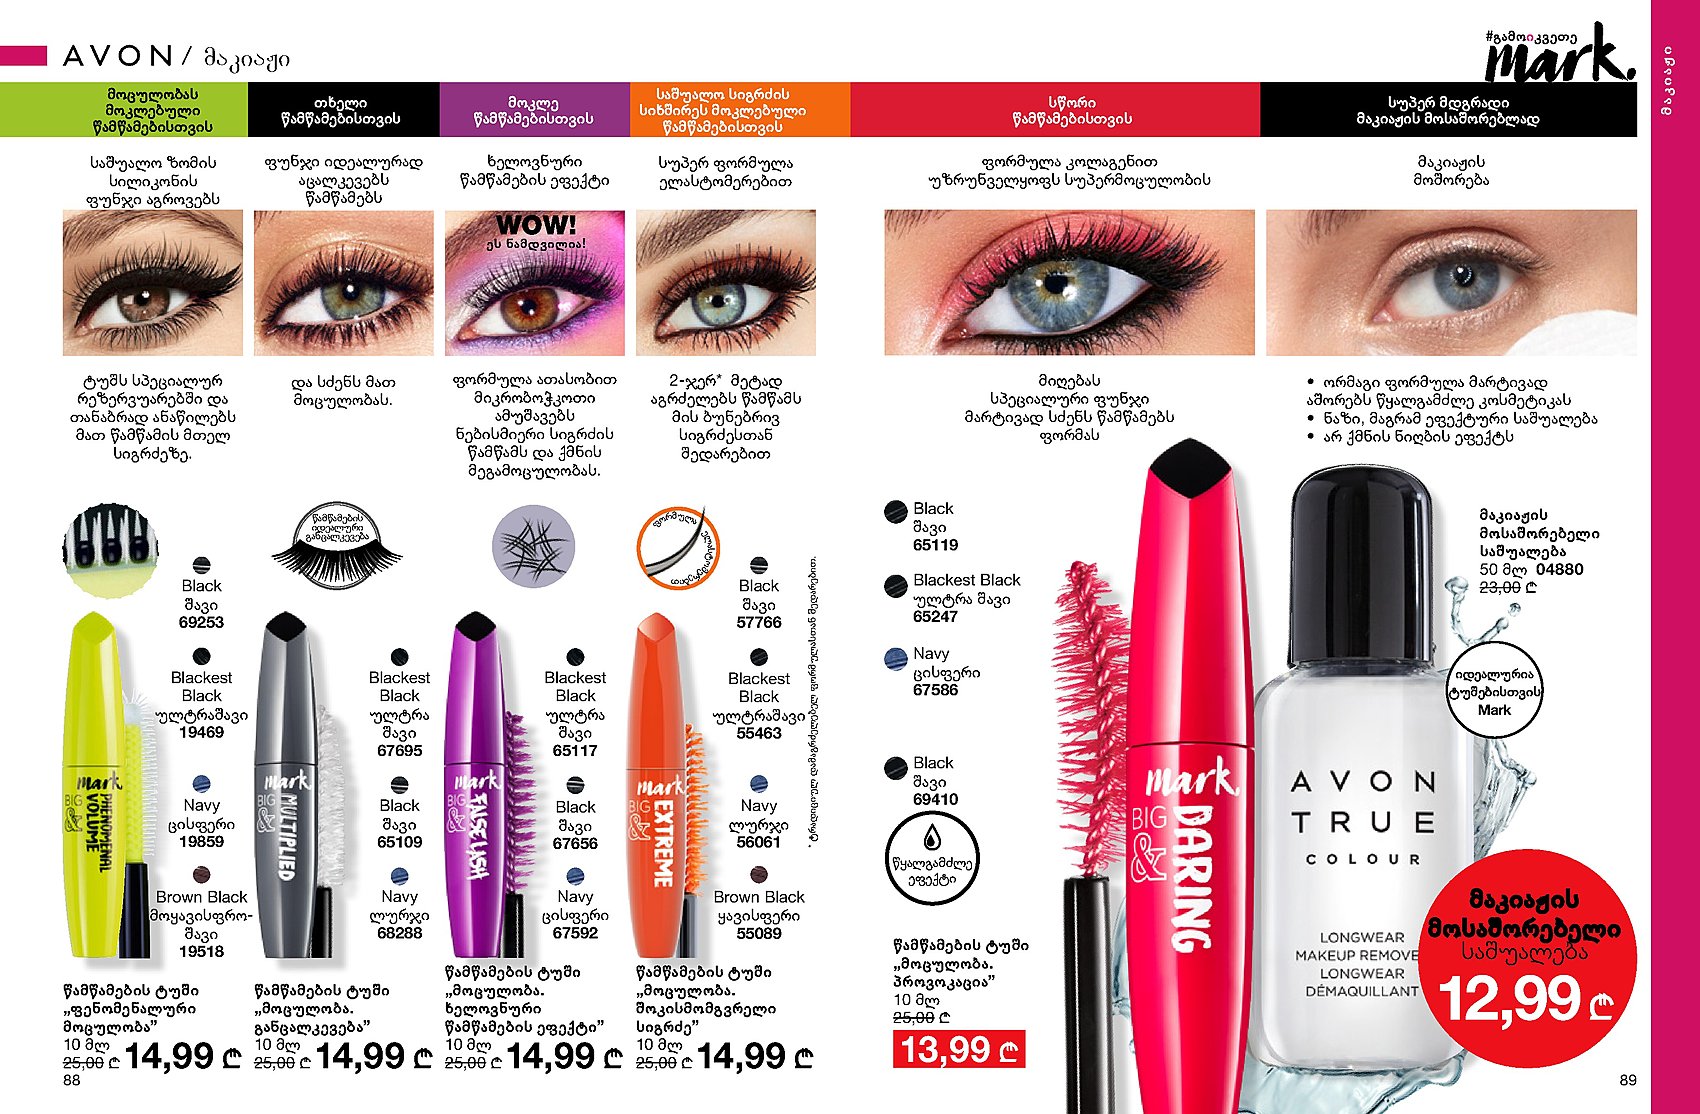 AVON / მაკიაჟი
#გამოიკვეთე
mark.
მაკიაჟი
მოცულობას
მოკლებული
წამწამებისთვის
საშუალო ზომის
სილიკონის
ფუნჯი აგროვებს
ტუშს სპეციალურ
რეზერვუარებში და
თანაბრად ანაწილებს
მათ წამწამის მთელ
სიგრძეზე.
Black
შავი
69253
Blackest
Black
ულტრაშავი
19469
Navy
ცისფერი
19859
Brown Black
მოყავისფრო-
შავი
19518
mark.
BIG
&
PHENOMENAL
VOLUME
წამწამების ტუში
„ფენომენალური
მოცულობა”
10 მლ
25,00 ₾ 14,99 ₾
88
თხელი
წამწამებისთვის
ფუნჯი იდეალურად
აცალკევებს
წამწამებს
და სძენს მათ
მოცულობას.
წამწამების
იდეალური
განცალკევება
Blackest
Black
ულტრა
შავი
67695
Black
შავი
65109
Navy
ლურჯი
68288
mark.
BIG
&
MULTIPLIED
წამწამების ტუში
„მოცულობა.
განცალკევება”
10 მლ
25,00 ₾ 14,99 ₾
მოკლე
წამწამებისთვის
ხელოვნური
წამწამების ეფექტი
WOW!
ეს ნამდვილია!
ფორმულა ათასობით
მიკრობოჭკოთი
ამუშავებს
ნებისმიერი სიგრძის
წამწამს და ქმნის
მეგამოცულობას.
Blackest
Black
ულტრა
შავი
65117
Black
შავი
67656
Navy
ცისფერი
67592
mark.
BIG
&
FALSE LASH
წამწამების ტუში
„მოცულობა.
ხელოვნური
წამწამების ეფექტი”
10 მლ
25,00 ₾ 14,99 ₾
საშუალო სიგრძის
სიხშირეს მოკლებული
წამწამებისთვის
სუპერ ფორმულა
ელასტომერებით
2-ჯერ* მეტად
აგრძელებს წამწამს
მის ბუნებრივ
სიგრძესთან
შედარებით
ფორმულა
ელასტომერებით
Black
შავი
57766
Blackest
Black
ულტრაშავი
55463
Navy
ლურჯი
56061
Brown Black
ყავისფერი
55089
mark.
BIG
&
EXTREME
წამწამების ტუში
„მოცულობა.
შოკისმომგვრელი
სიგრძე”
10 მლ
25,00 ₾ 14,99 ₾
* ტრადიციულ დამაგრძელებელ ფორმულასთან შედარებით.
სწორი
წამწამებისთვის
ფორმულა კოლაგენით
უზრუნველყოფს სუპერმოცულობის
მიღებას
სპეციალური ფუნჯი
მარტივად სძენს წამწამებს
ფორმას
Black
შავი
65119
Blackest Black
ულტრა შავი
65247
Navy
ცისფერი
67586
Black
შავი
69410
წყალგამძლე
ეფექტი
mark.
BIG
&
DARING
წამწამების ტუში
„მოცულობა.
პროვოკაცია”
10 მლ
25,00 ₾
13,99 ₾
სუპერ მდგრადი
მაკიაჟის მოსაშორებლად
მაკიაჟის
მოშორება
• ორმაგი ფორმულა მარტივად
აშორებს წყალგამძლე კოსმეტიკას
• ნაზი, მაგრამ ეფექტური საშუალება
• არ ქმნის ნიღბის ეფექტს
მაკიაჟის
მოსაშორებელი
საშუალება
50 მლ 04880
23,00 ₾
იდეალურია
ტუშებისთვის
Mark
AVON
TRUE
COLOUR
LONGWEAR
MAKEUP REMOVE
LONGWEAR
DÉMAQUILLANT
მაკიაჟის
მოსაშორებელი
საშუალება
12,99 ₾
89